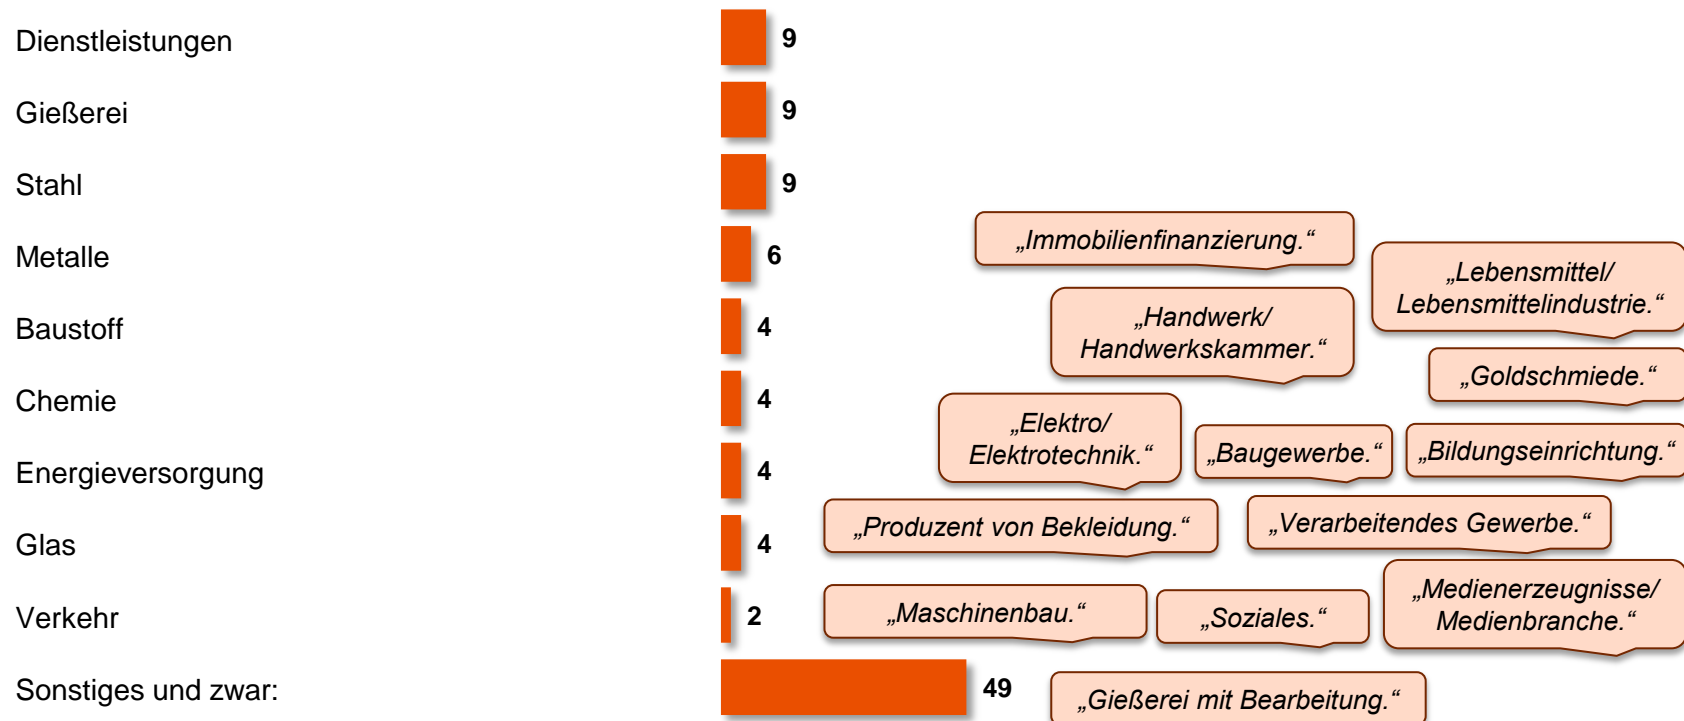 Dienstleistungen 9
Gießerei 9
Stahl 9
Metalle 6
Baustoff 4
Chemie 4
Energieversorgung 4
Glas 4
Verkehr 2
Sonstiges und zwar: 49
„Immobilienfinanzierung.“
„Lebensmittel/
Lebensmittelindustrie.“
„Handwerk/
Handwerkskammer.“
„Goldschmiede.“
„Elektro/
Elektrotechnik.“
„Baugewerbe.“
„Bildungseinrichtung.“
„Produzent von Bekleidung.“
„Verarbeitendes Gewerbe.“
„Maschinenbau.“
„Soziales.“
„Medienerzeugnisse/
Medienbranche.“
„Gießerei mit Bearbeitung.“